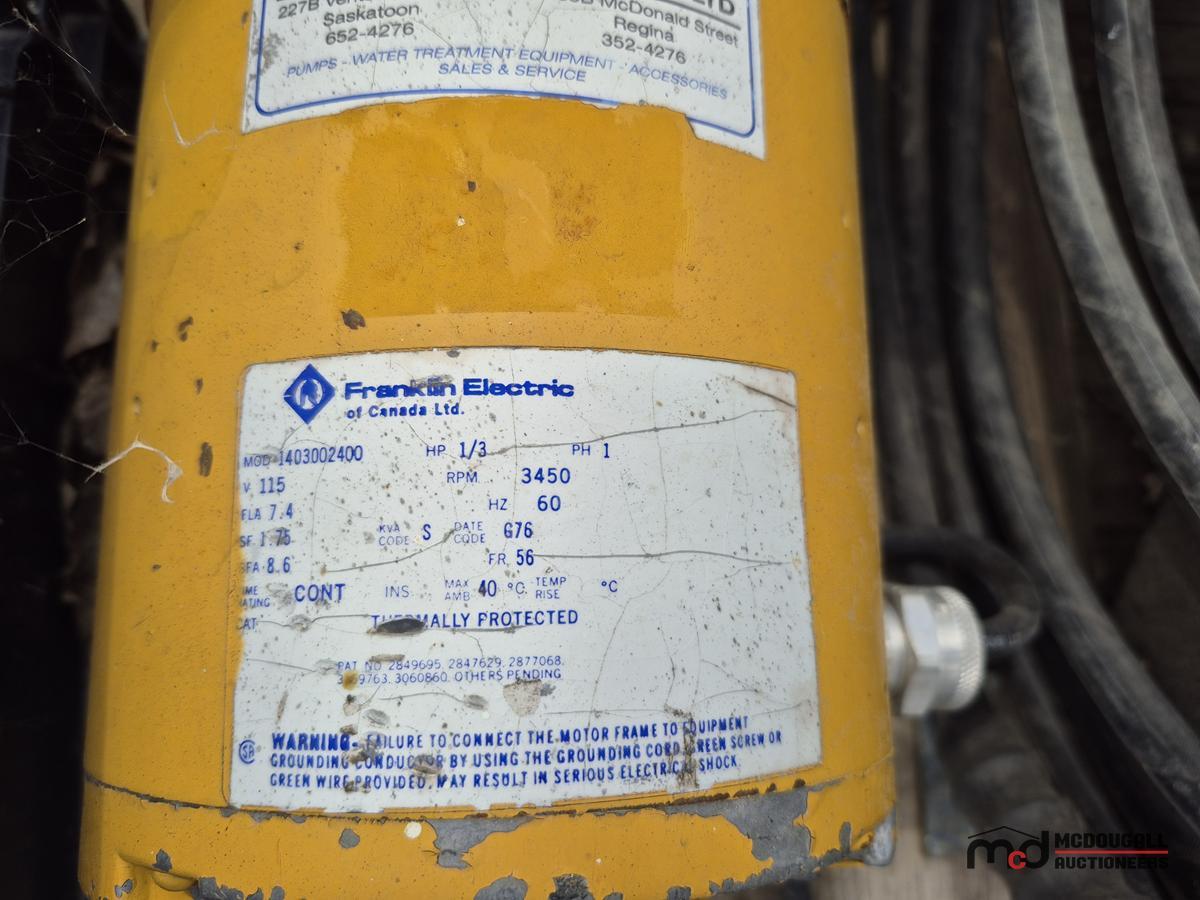 LTD
227B
McDonald Street
Saskatoon
Regina
652-4276
352-4276
PUMPS - WATER TREATMENT EQUIPMENT - ACCESSORIES
SALES & SERVICE
Franklin Electric
of Canada Ltd.
MOD 1403002400 HP 1/3 PH 1
V 115 RPM 3450
FLA 7.4 HZ 60
SF 1.75 KVA CODE S DATE CODE G76
SFA 8.6 FR 56
CONT INS MAX AMB 40 °C TEMP RISE °C
THERMALLY PROTECTED
PAT NO 2849695, 2847629, 2877068,
3060860, OTHERS PENDING
WARNING- FAILURE TO CONNECT THE MOTOR FRAME TO EQUIPMENT
GROUNDING CONDUCTOR BY USING THE GROUNDING CORD, GREEN SCREW OR
GREEN WIRE PROVIDED, MAY RESULT IN SERIOUS ELECTRICAL SHOCK.
mcd MCDOUGALL
AUCTIONEERS